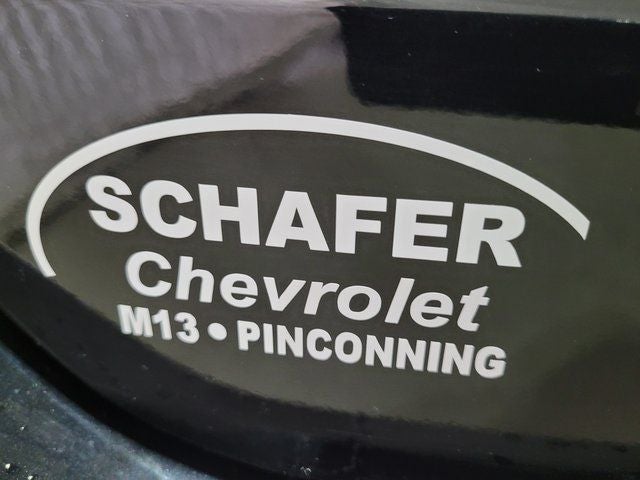 SCHAFER
Chevrolet
M13 • PINCONNING